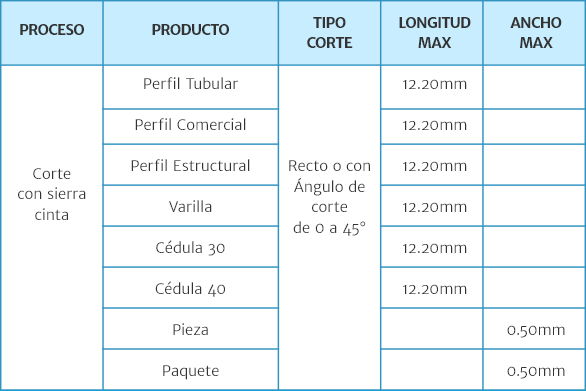 PROCESO
PRODUCTO
TIPO
CORTE
LONGITUD
MAX
ANCHO
MAX
Corte
con sierra
cinta
Perfil Tubular
Perfil Comercial
Perfil Estructural
Varilla
Cédula 30
Cédula 40
Pieza
Paquete
Recto o con
Ángulo de
corte
de 0 a 45°
12.20mm
12.20mm
12.20mm
12.20mm
12.20mm
12.20mm
0.50mm
0.50mm